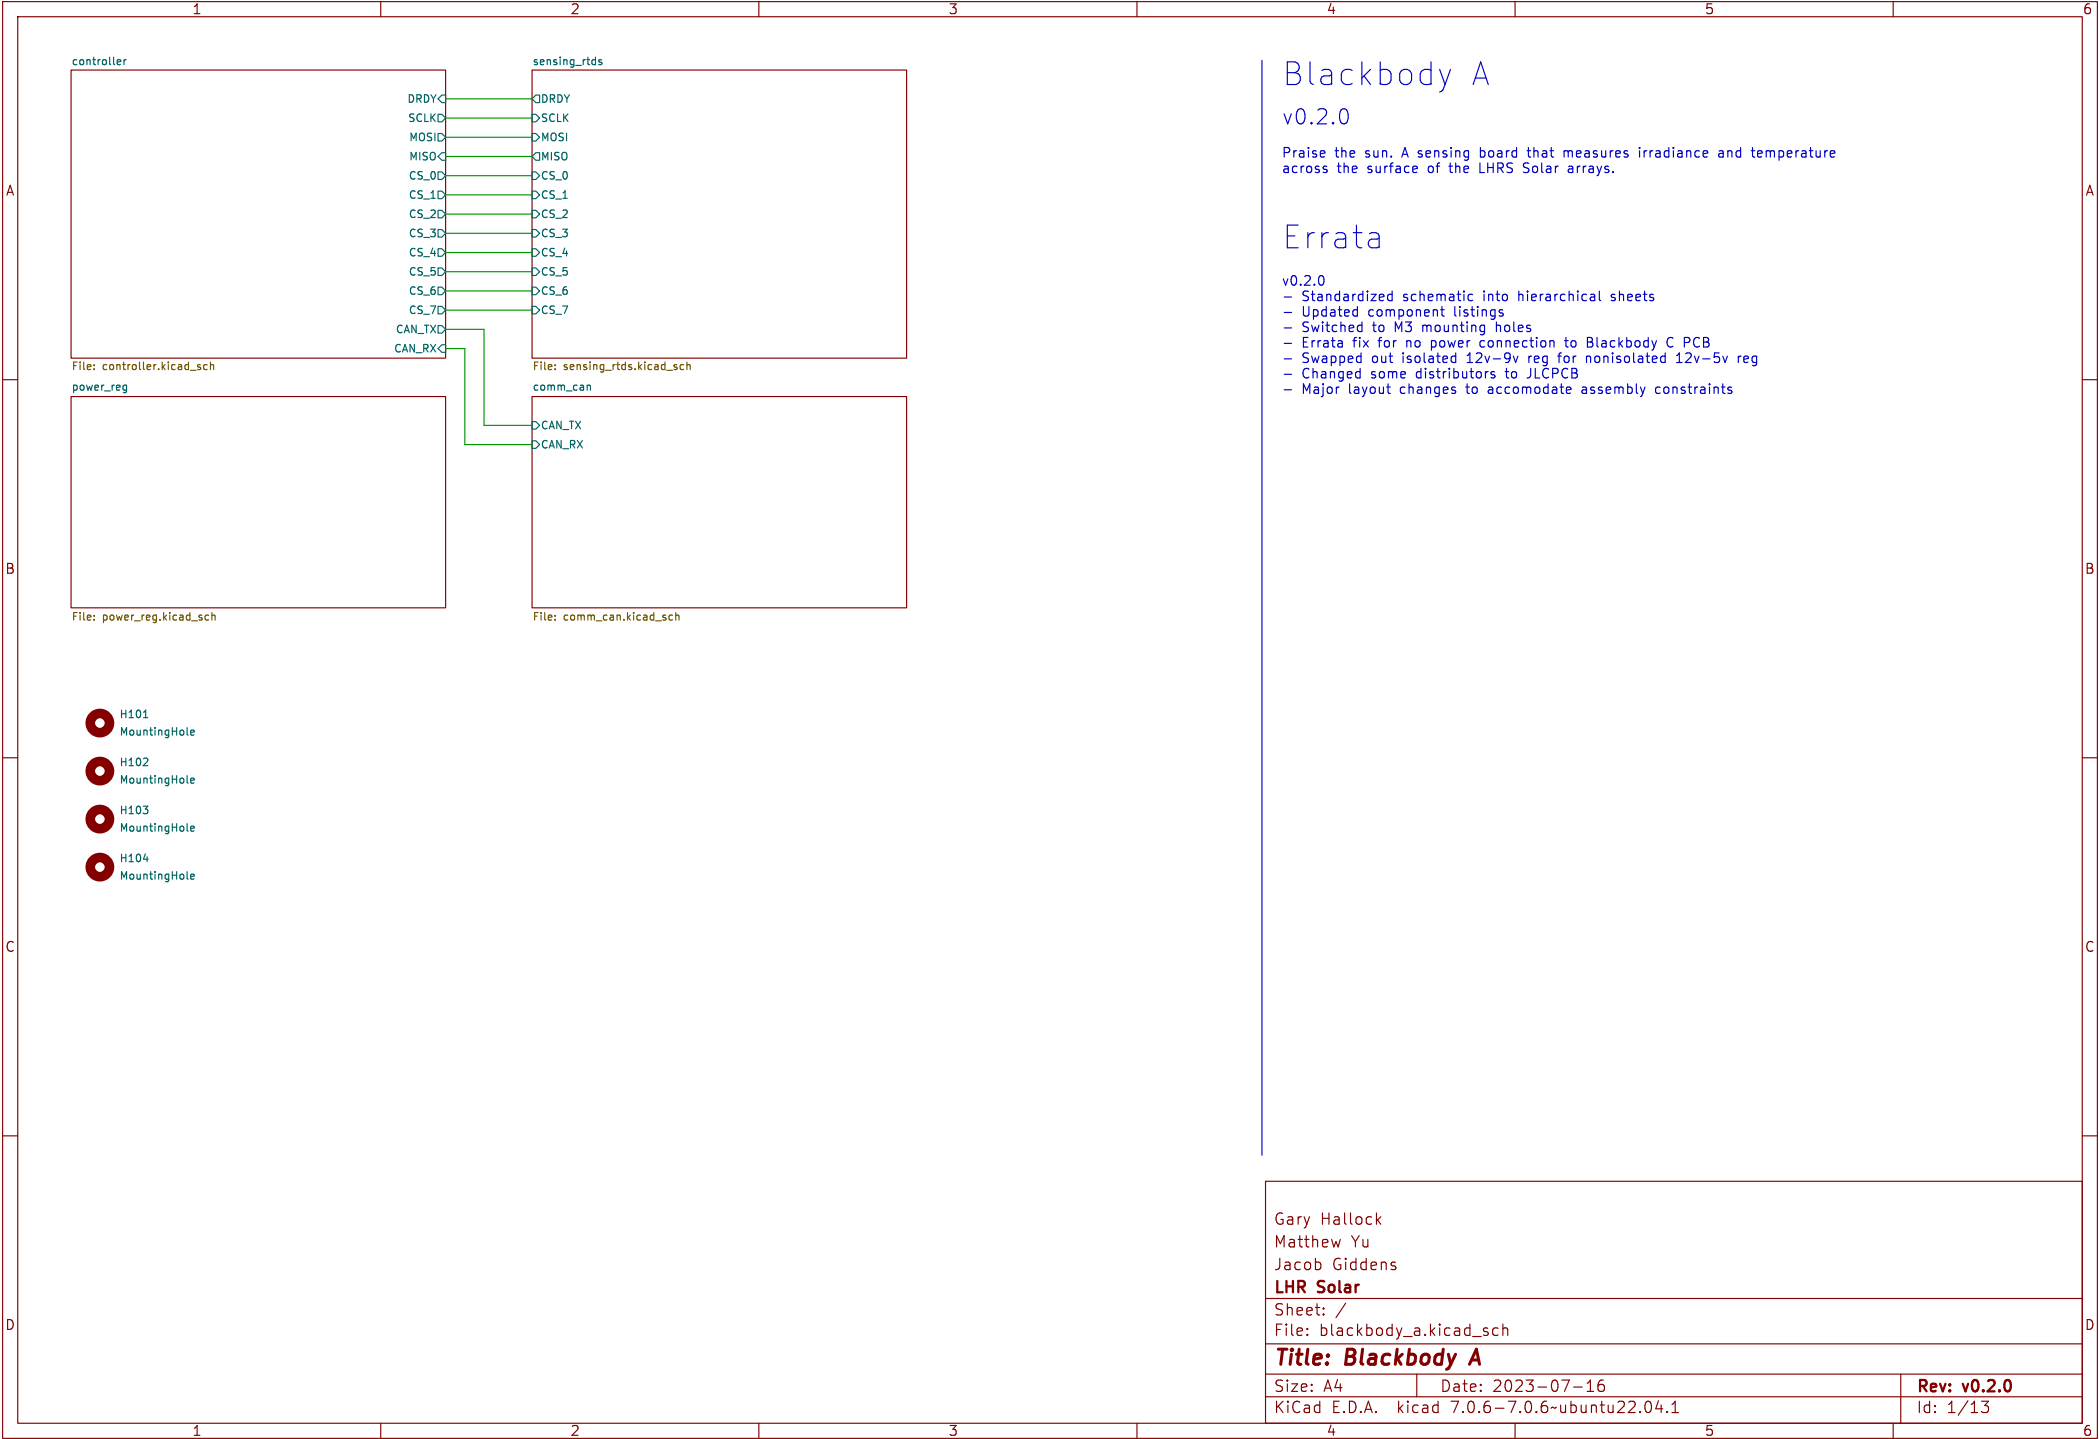 1 2 3 4 5 6
controller
DRDY
SCLK
MOSI
MISO
CS_0
CS_1
CS_2
CS_3
CS_4
CS_5
CS_6
CS_7
CAN_TX
CAN_RX
File: controller.kicad_sch
sensing_rtds
DRDY
SCLK
MOSI
MISO
CS_0
CS_1
CS_2
CS_3
CS_4
CS_5
CS_6
CS_7
File: sensing_rtds.kicad_sch
power_reg
File: power_reg.kicad_sch
comm_can
CAN_TX
CAN_RX
File: comm_can.kicad_sch
H101
MountingHole
H102
MountingHole
H103
MountingHole
H104
MountingHole
Blackbody A
v0.2.0
Praise the sun. A sensing board that measures irradiance and temperature
across the surface of the LHRS Solar arrays.
Errata
v0.2.0
- Standardized schematic into hierarchical sheets
- Updated component listings
- Switched to M3 mounting holes
- Errata fix for no power connection to Blackbody C PCB
- Swapped out isolated 12v-9v reg for nonisolated 12v-5v reg
- Changed some distributors to JLCPCB
- Major layout changes to accomodate assembly constraints
A A
B B
C C
D D
Gary Hallock
Matthew Yu
Jacob Giddens
LHR Solar
Sheet: /
File: blackbody_a.kicad_sch
Title: Blackbody A
Size: A4 Date: 2023-07-16 Rev: v0.2.0
KiCad E.D.A. kicad 7.0.6-7.0.6~ubuntu22.04.1 Id: 1/13
1 2 3 4 5 6